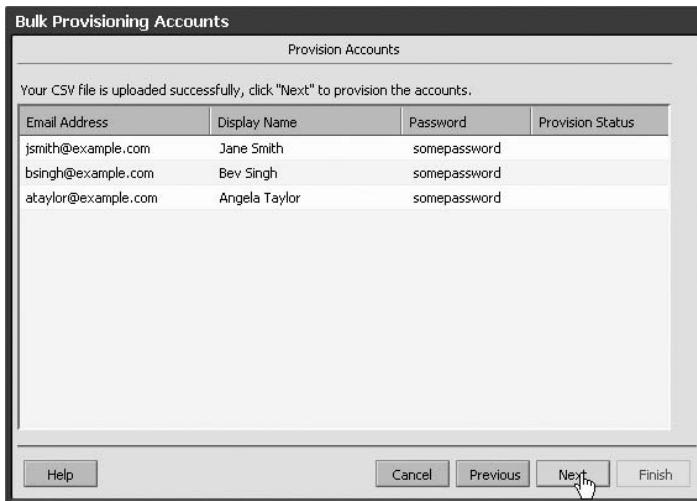 Bulk Provisioning Accounts
Provision Accounts
Your CSV file is uploaded successfully, click "Next" to provision the accounts.
Email Address Display Name Password Provision Status
jsmith@example.com Jane Smith somepassword
bsingh@example.com Bev Singh somepassword
ataylor@example.com Angela Taylor somepassword
Help Cancel Previous Next Finish